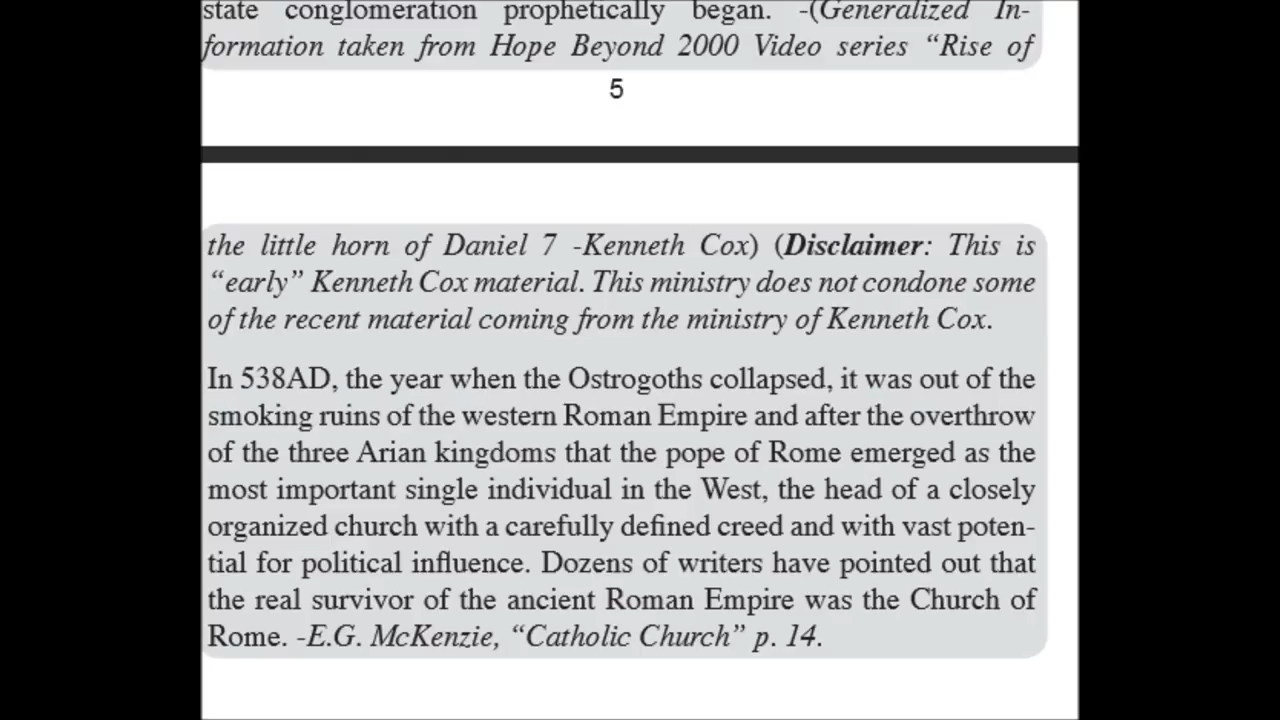 state conglomeration prophetically began. -(Generalized In-
formation taken from Hope Beyond 2000 Video series “Rise of
5
the little horn of Daniel 7 -Kenneth Cox) (Disclaimer: This is
“early” Kenneth Cox material. This ministry does not condone some
of the recent material coming from the ministry of Kenneth Cox.
In 538AD, the year when the Ostrogoths collapsed, it was out of the
smoking ruins of the western Roman Empire and after the overthrow
of the three Arian kingdoms that the pope of Rome emerged as the
most important single individual in the West, the head of a closely
organized church with a carefully defined creed and with vast poten-
tial for political influence. Dozens of writers have pointed out that
the real survivor of the ancient Roman Empire was the Church of
Rome. -E.G. McKenzie, “Catholic Church” p. 14.